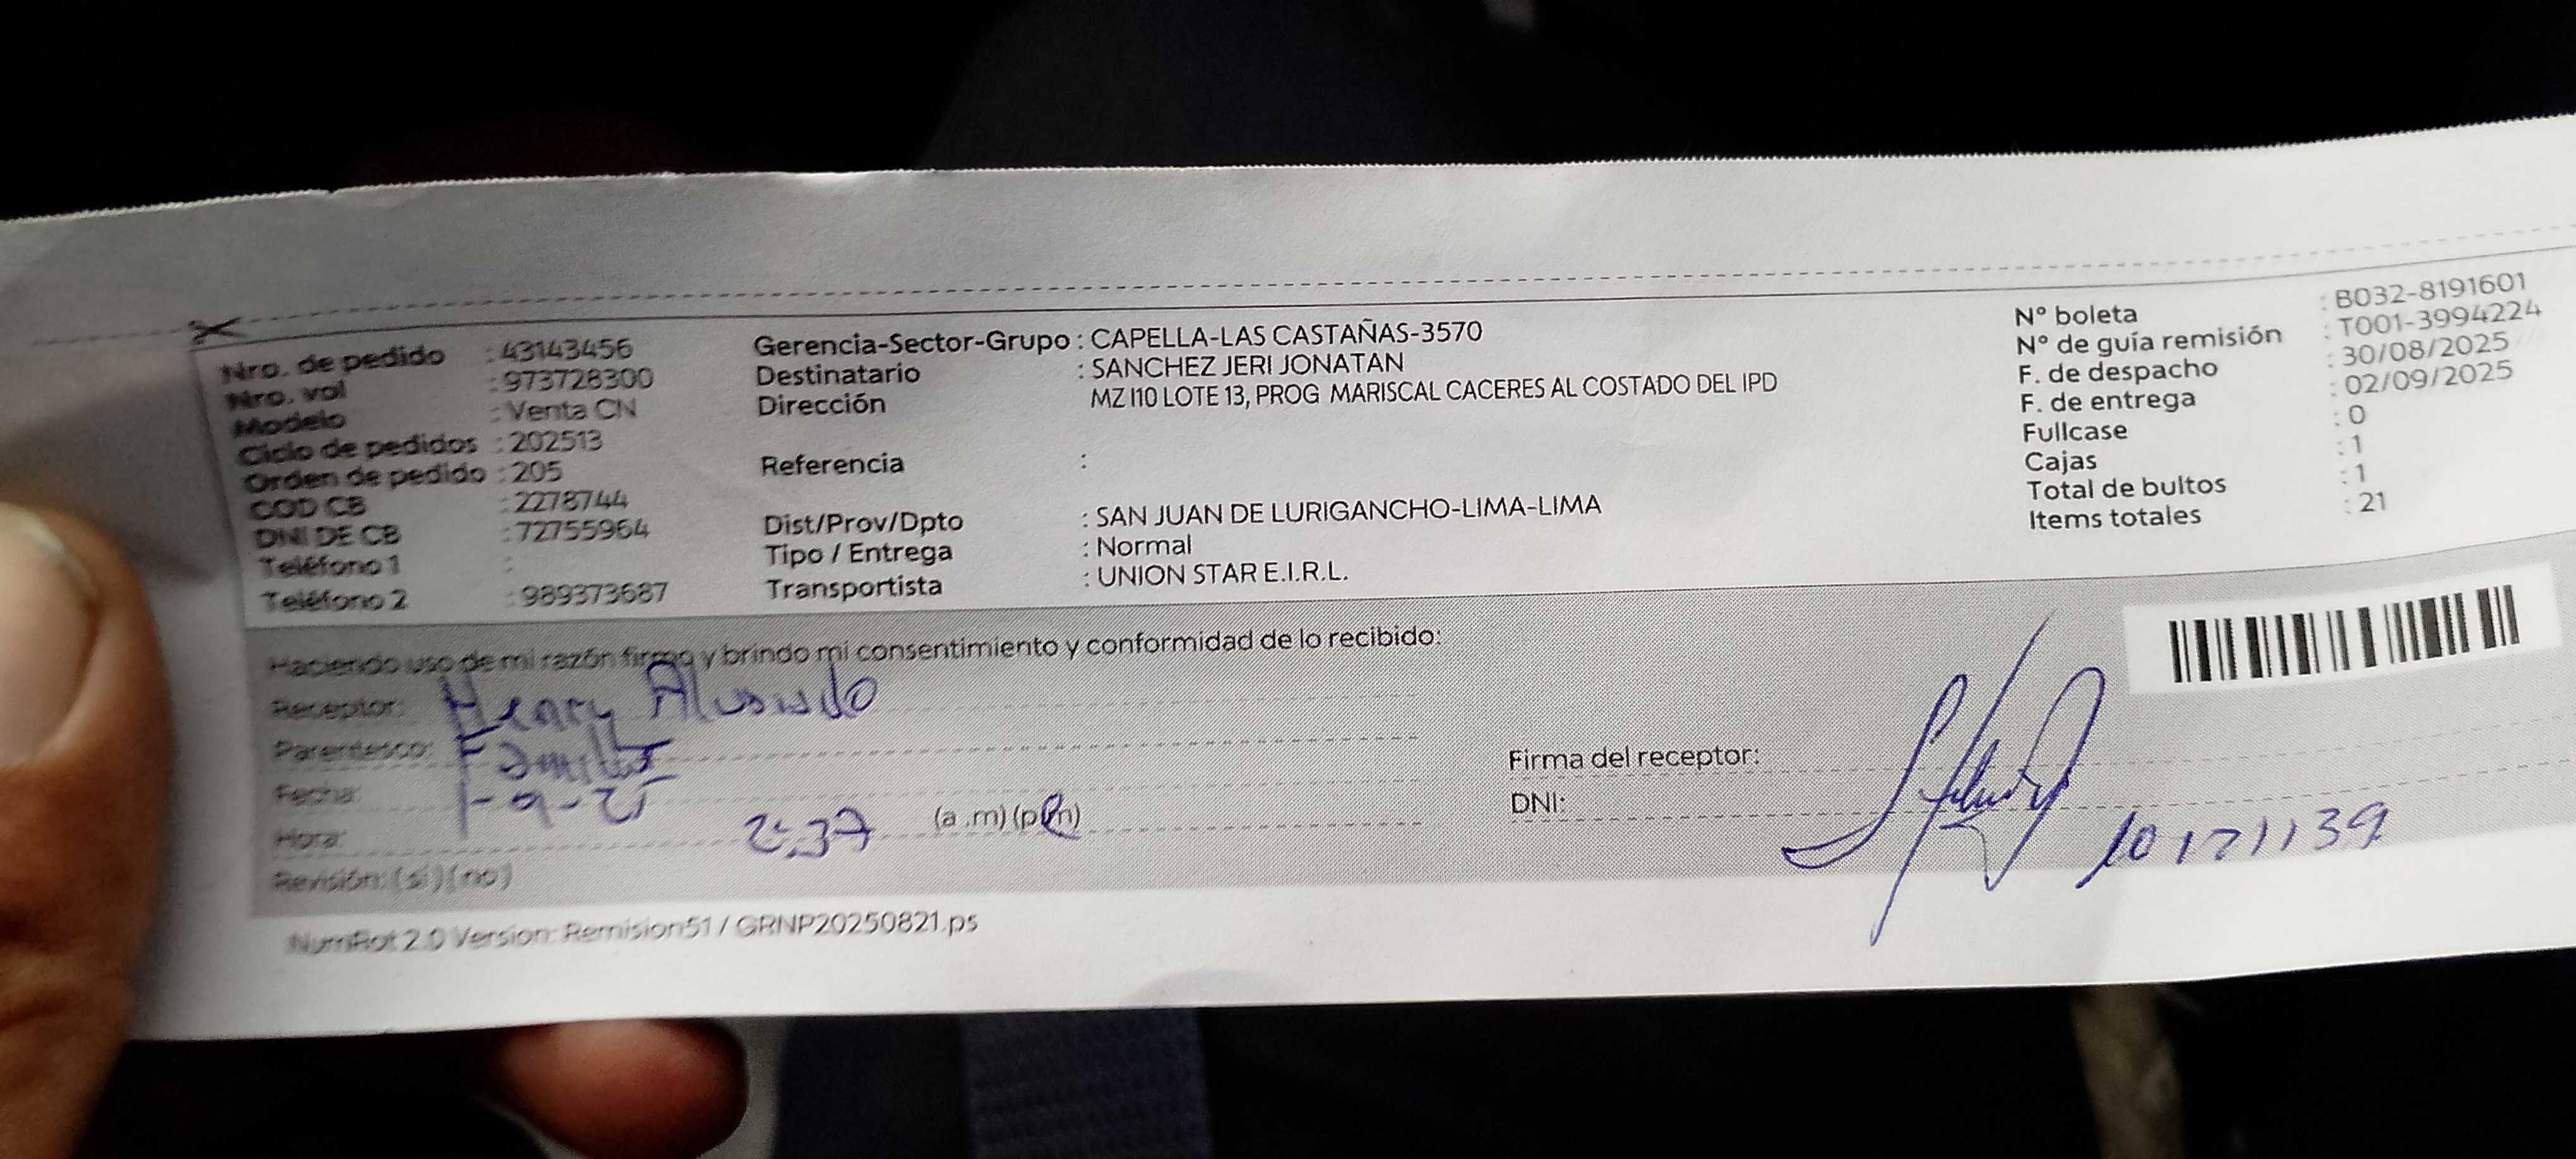 Nro. de pedido : 43143456
Nro. vol : 973728300
Modelo : Venta CN
Ciclo de pedidos : 202513
Orden de pedido : 205
COD CB : 2278744
DNI DE CB : 72755964
Teléfono 1 :
Teléfono 2 : 989373687
Gerencia-Sector-Grupo : CAPELLA-LAS CASTAÑAS-3570
Destinatario : SANCHEZ JERI JONATAN
Dirección MZ I10 LOTE 13, PROG MARISCAL CACERES AL COSTADO DEL IPD
Referencia :
Dist/Prov/Dpto : SAN JUAN DE LURIGANCHO-LIMA-LIMA
Tipo / Entrega : Normal
Transportista : UNION STAR E.I.R.L.
N° boleta : B032-8191601
N° de guía remisión : T001-3994224
F. de despacho : 30/08/2025
F. de entrega : 02/09/2025
Fullcase : 0
Cajas : 1
Total de bultos : 1
Items totales : 21
Haciendo uso de mi razón firmo y brindo mi consentimiento y conformidad de lo recibido:
Receptor: Henry Alvarado
Parentesco:
Fecha: 1-9-25
Hora: 2:37 (a .m) (p.m)
Revisión: (si) (no)
Firma del receptor:
DNI: 10171139
NumRot 2.0 Version: Remision51 / GRNP20250821.ps